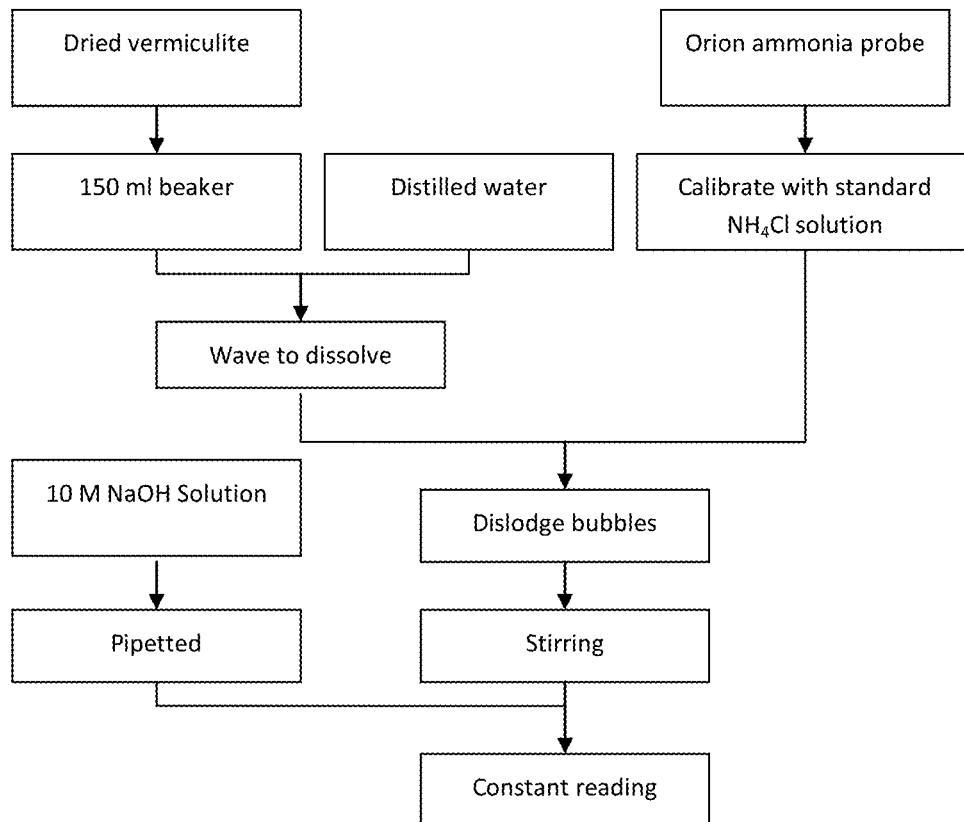 Dried vermiculite
Orion ammonia probe
150 ml beaker
Distilled water
Calibrate with standard
NH₄Cl solution
Wave to dissolve
10 M NaOH Solution
Dislodge bubbles
Pipetted
Stirring
Constant reading